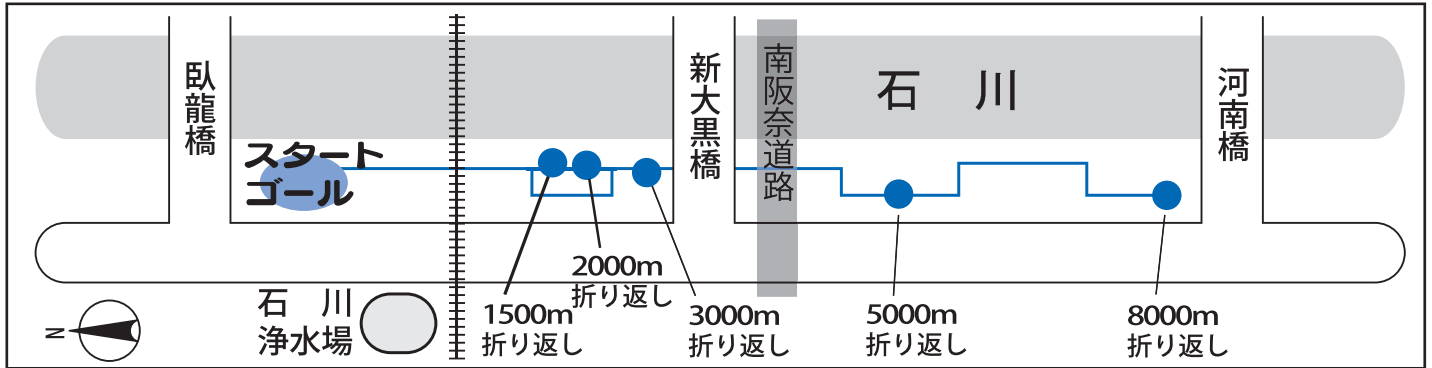 臥龍橋
スタート
ゴール
新大黒橋
南阪奈道路
石 川
河南橋
1500m
折り返し
2000m
折り返し
3000m
折り返し
5000m
折り返し
8000m
折り返し
石 川
浄水場
N